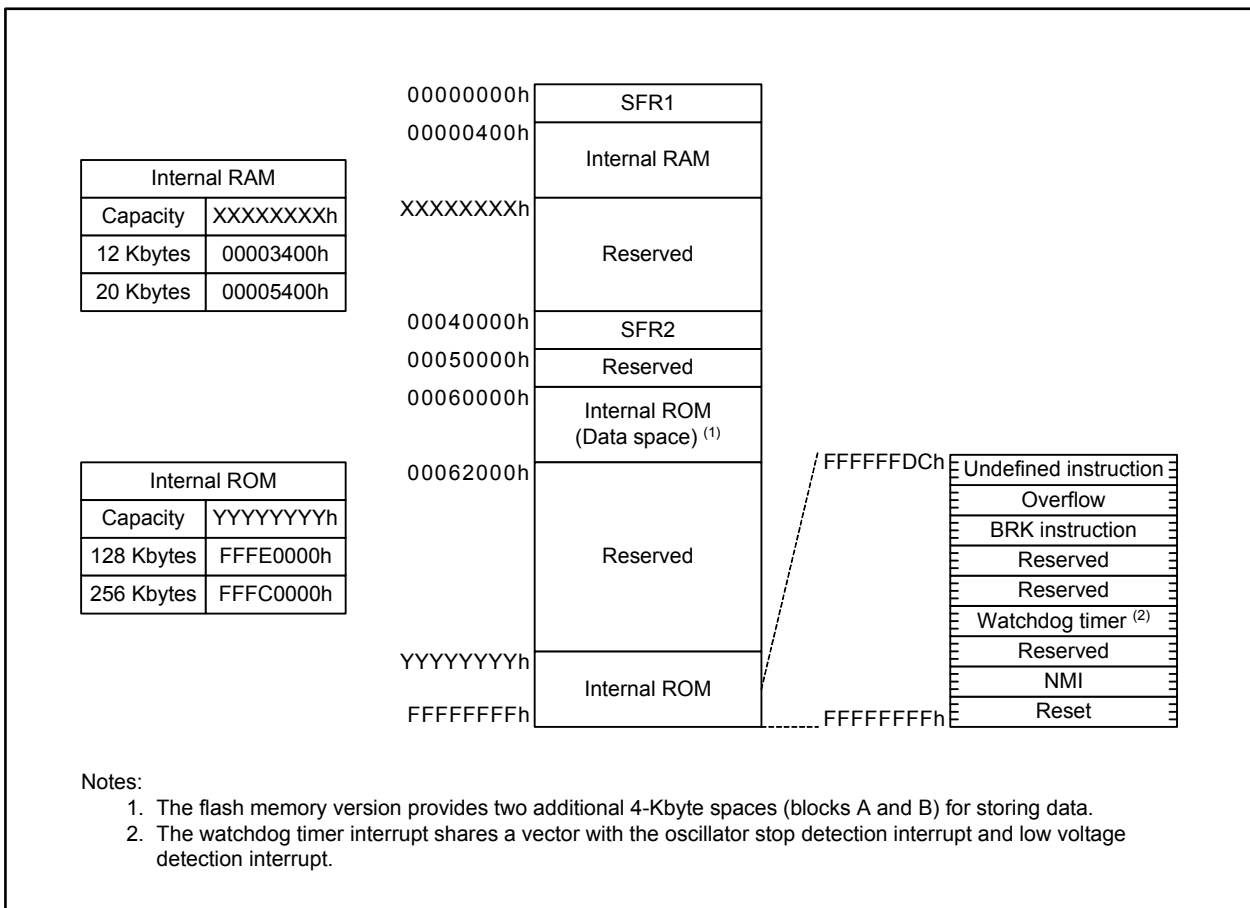 00000000h
SFR1
00000400h
Internal RAM
Internal RAM
Capacity XXXXXXXXh
12 Kbytes 00003400h
20 Kbytes 00005400h
XXXXXXXXh
Reserved
00040000h
SFR2
00050000h
Reserved
00060000h
Internal ROM
(Data space) (1)
00062000h
Internal ROM
Capacity YYYYYYYYh
128 Kbytes FFFE0000h
256 Kbytes FFFC0000h
Reserved
YYYYYYYYh
Internal ROM
FFFFFFFFh
FFFFFFDCh
Undefined instruction
Overflow
BRK instruction
Reserved
Reserved
Watchdog timer (2)
Reserved
NMI
Reset
FFFFFFFFh
Notes:
1. The flash memory version provides two additional 4-Kbyte spaces (blocks A and B) for storing data.
2. The watchdog timer interrupt shares a vector with the oscillator stop detection interrupt and low voltage
detection interrupt.